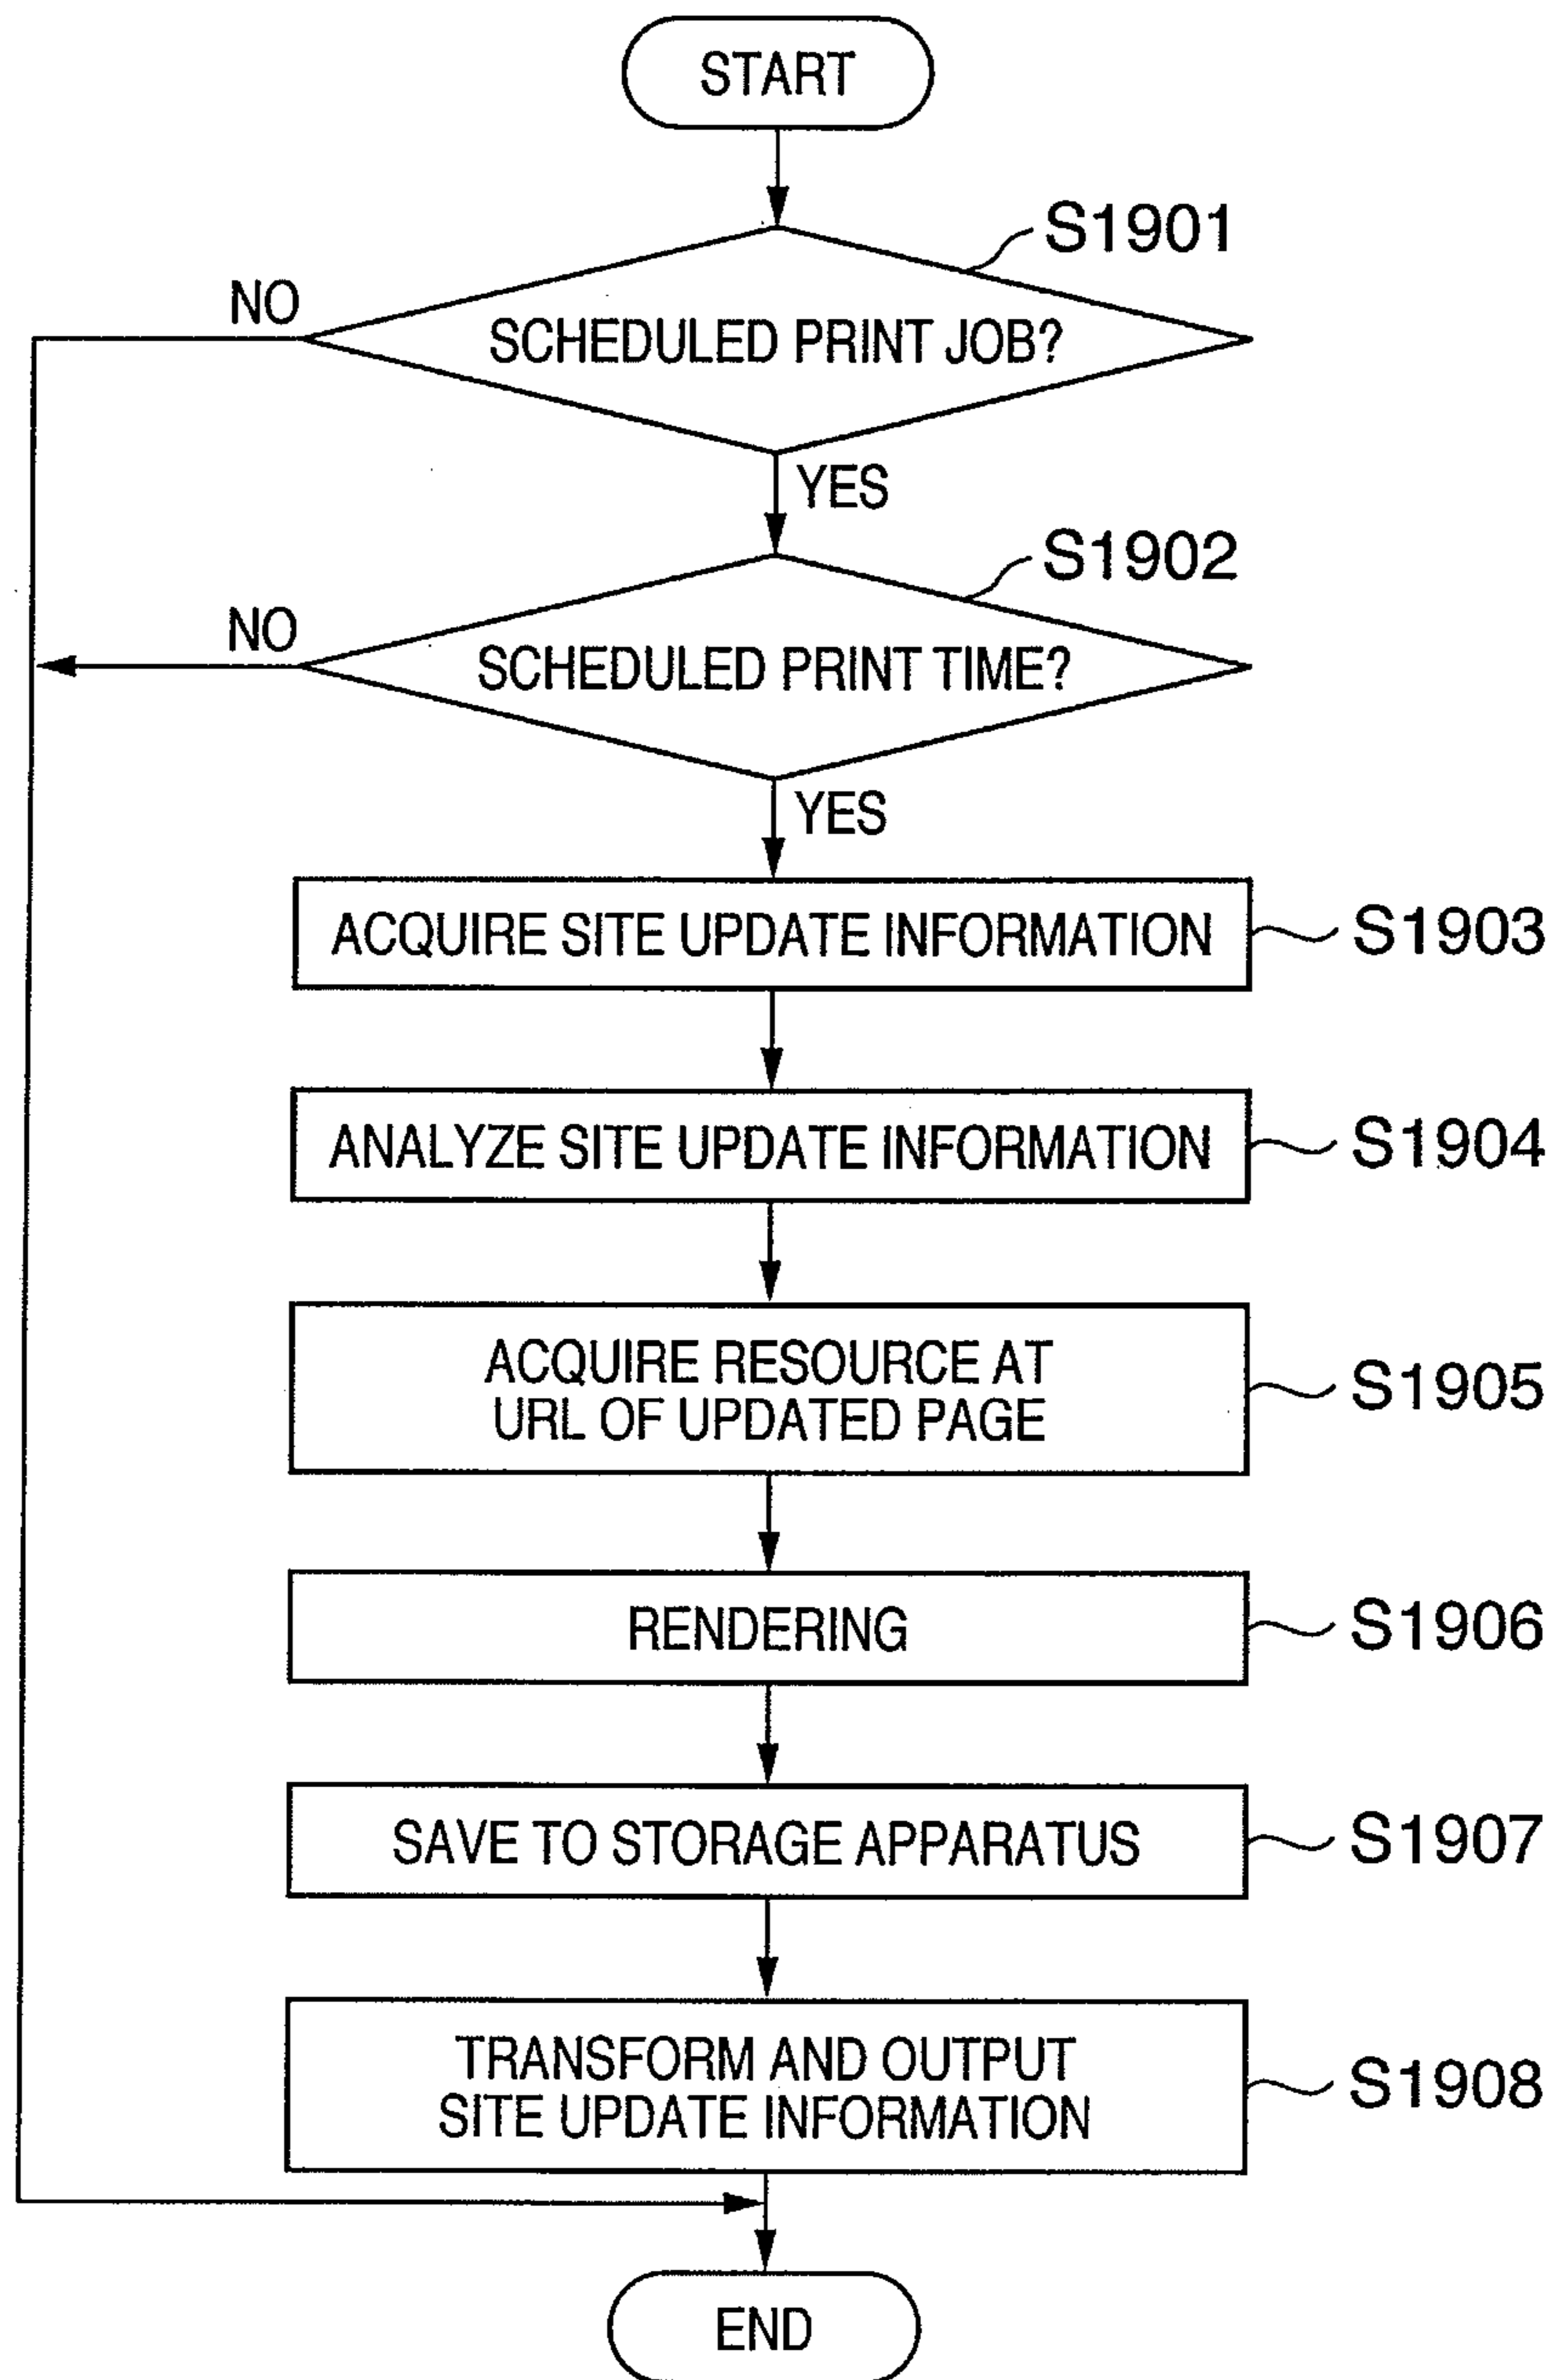 START
S1901
NO
SCHEDULED PRINT JOB?
YES
S1902
NO
SCHEDULED PRINT TIME?
YES
ACQUIRE SITE UPDATE INFORMATION
S1903
ANALYZE SITE UPDATE INFORMATION
S1904
ACQUIRE RESOURCE AT
URL OF UPDATED PAGE
S1905
RENDERING
S1906
SAVE TO STORAGE APPARATUS
S1907
TRANSFORM AND OUTPUT
SITE UPDATE INFORMATION
S1908
END